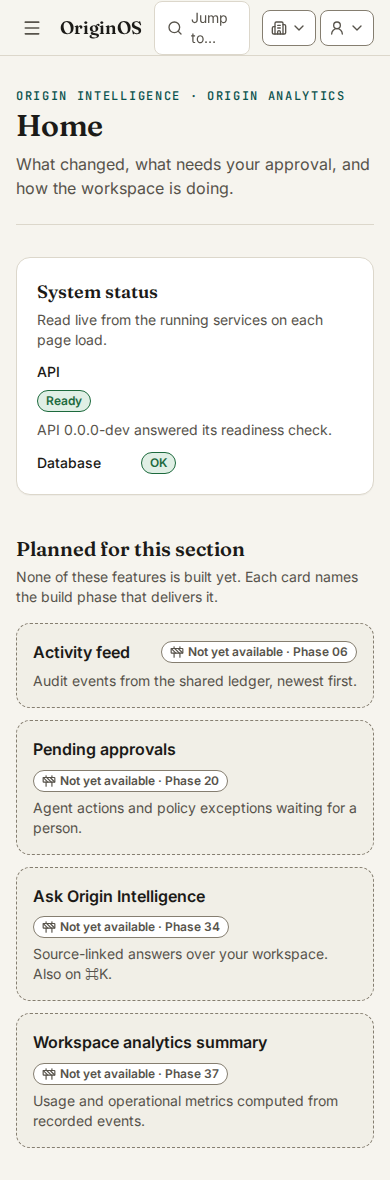 OriginOS
Jump
to...
ORIGIN INTELLIGENCE · ORIGIN ANALYTICS
Home
What changed, what needs your approval, and
how the workspace is doing.
System status
Read live from the running services on each
page load.
API
Ready
API 0.0.0-dev answered its readiness check.
Database OK
Planned for this section
None of these features is built yet. Each card names
the build phase that delivers it.
Activity feed Not yet available · Phase 06
Audit events from the shared ledger, newest first.
Pending approvals
Not yet available · Phase 20
Agent actions and policy exceptions waiting for a
person.
Ask Origin Intelligence
Not yet available · Phase 34
Source-linked answers over your workspace.
Also on ⌘K.
Workspace analytics summary
Not yet available · Phase 37
Usage and operational metrics computed from
recorded events.